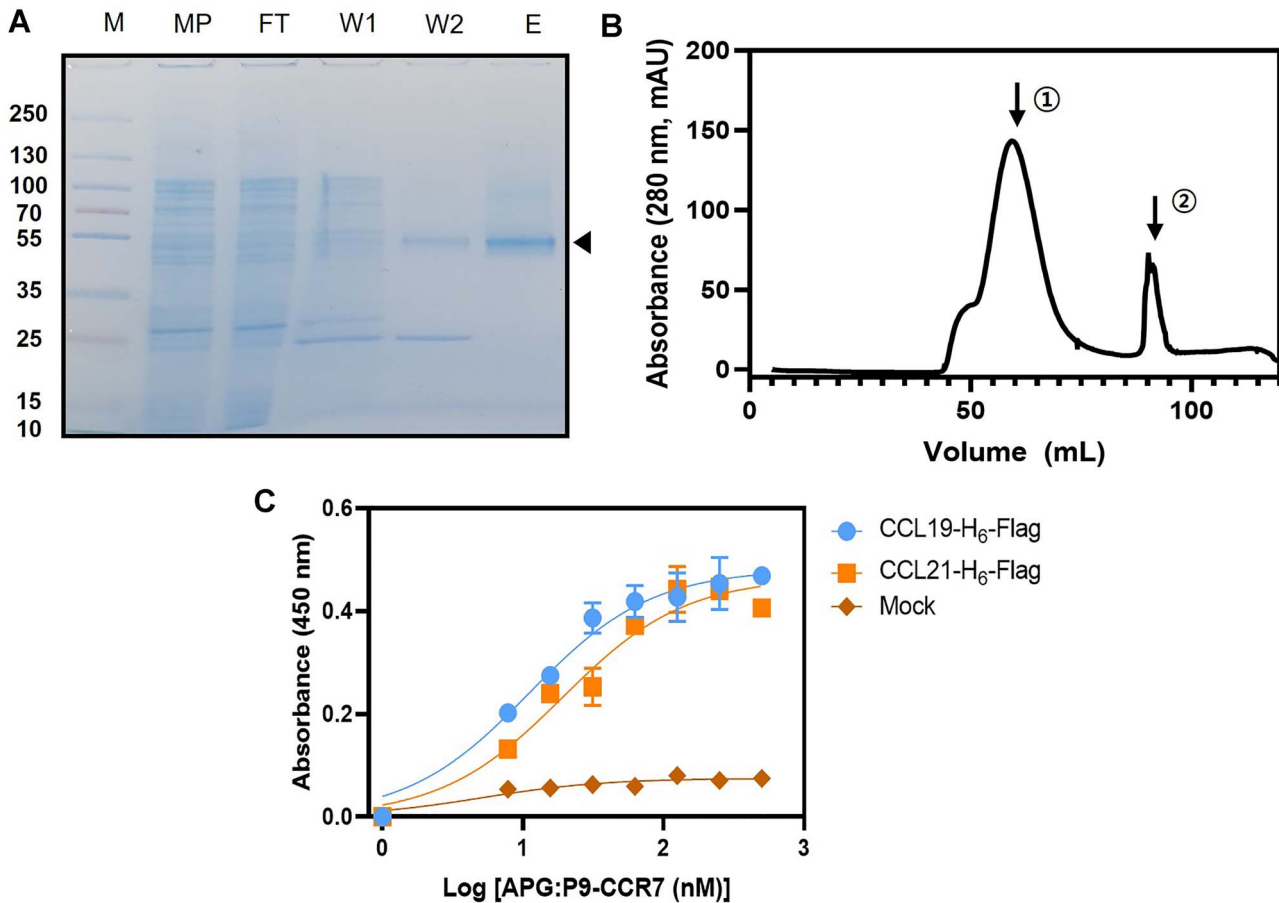 A
M MP FT W1 W2 E
250
130
100
70
55
35
25
15
10
B
Absorbance (280 nm, mAU)
200
150
100
50
0
①
②
0 50 100
Volume (mL)
C
Absorbance (450 nm)
0.6
0.4
0.2
0.0
0 1 2 3
Log [APG:P9-CCR7 (nM)]
CCL19-H₆-Flag
CCL21-H₆-Flag
Mock